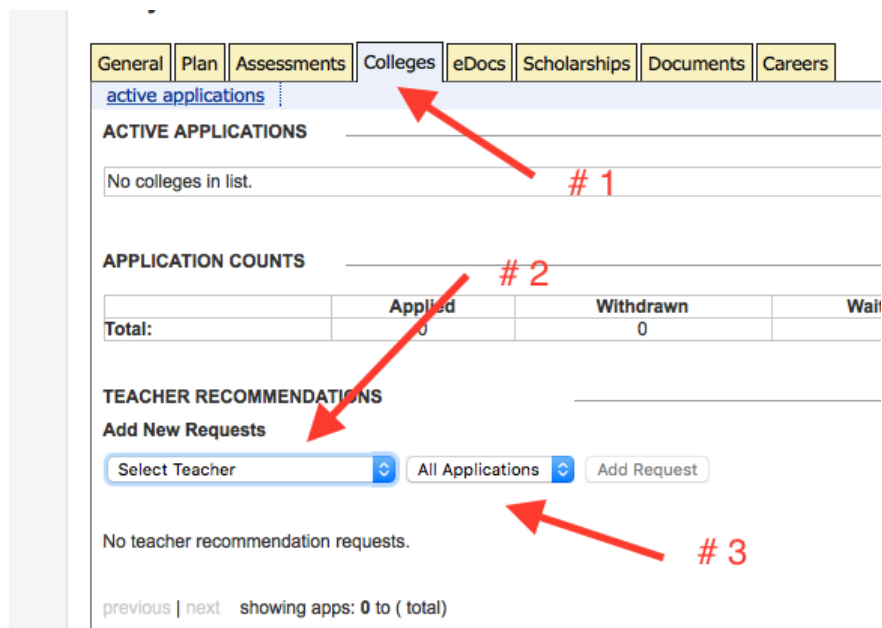 General Plan Assessments Colleges eDocs Scholarships Documents Careers
active applications
ACTIVE APPLICATIONS
No colleges in list.
# 1
APPLICATION COUNTS
# 2
Applied Withdrawn Wait
Total: 0 0
TEACHER RECOMMENDATIONS
Add New Requests
Select Teacher All Applications Add Request
No teacher recommendation requests.
# 3
previous | next showing apps: 0 to ( total)